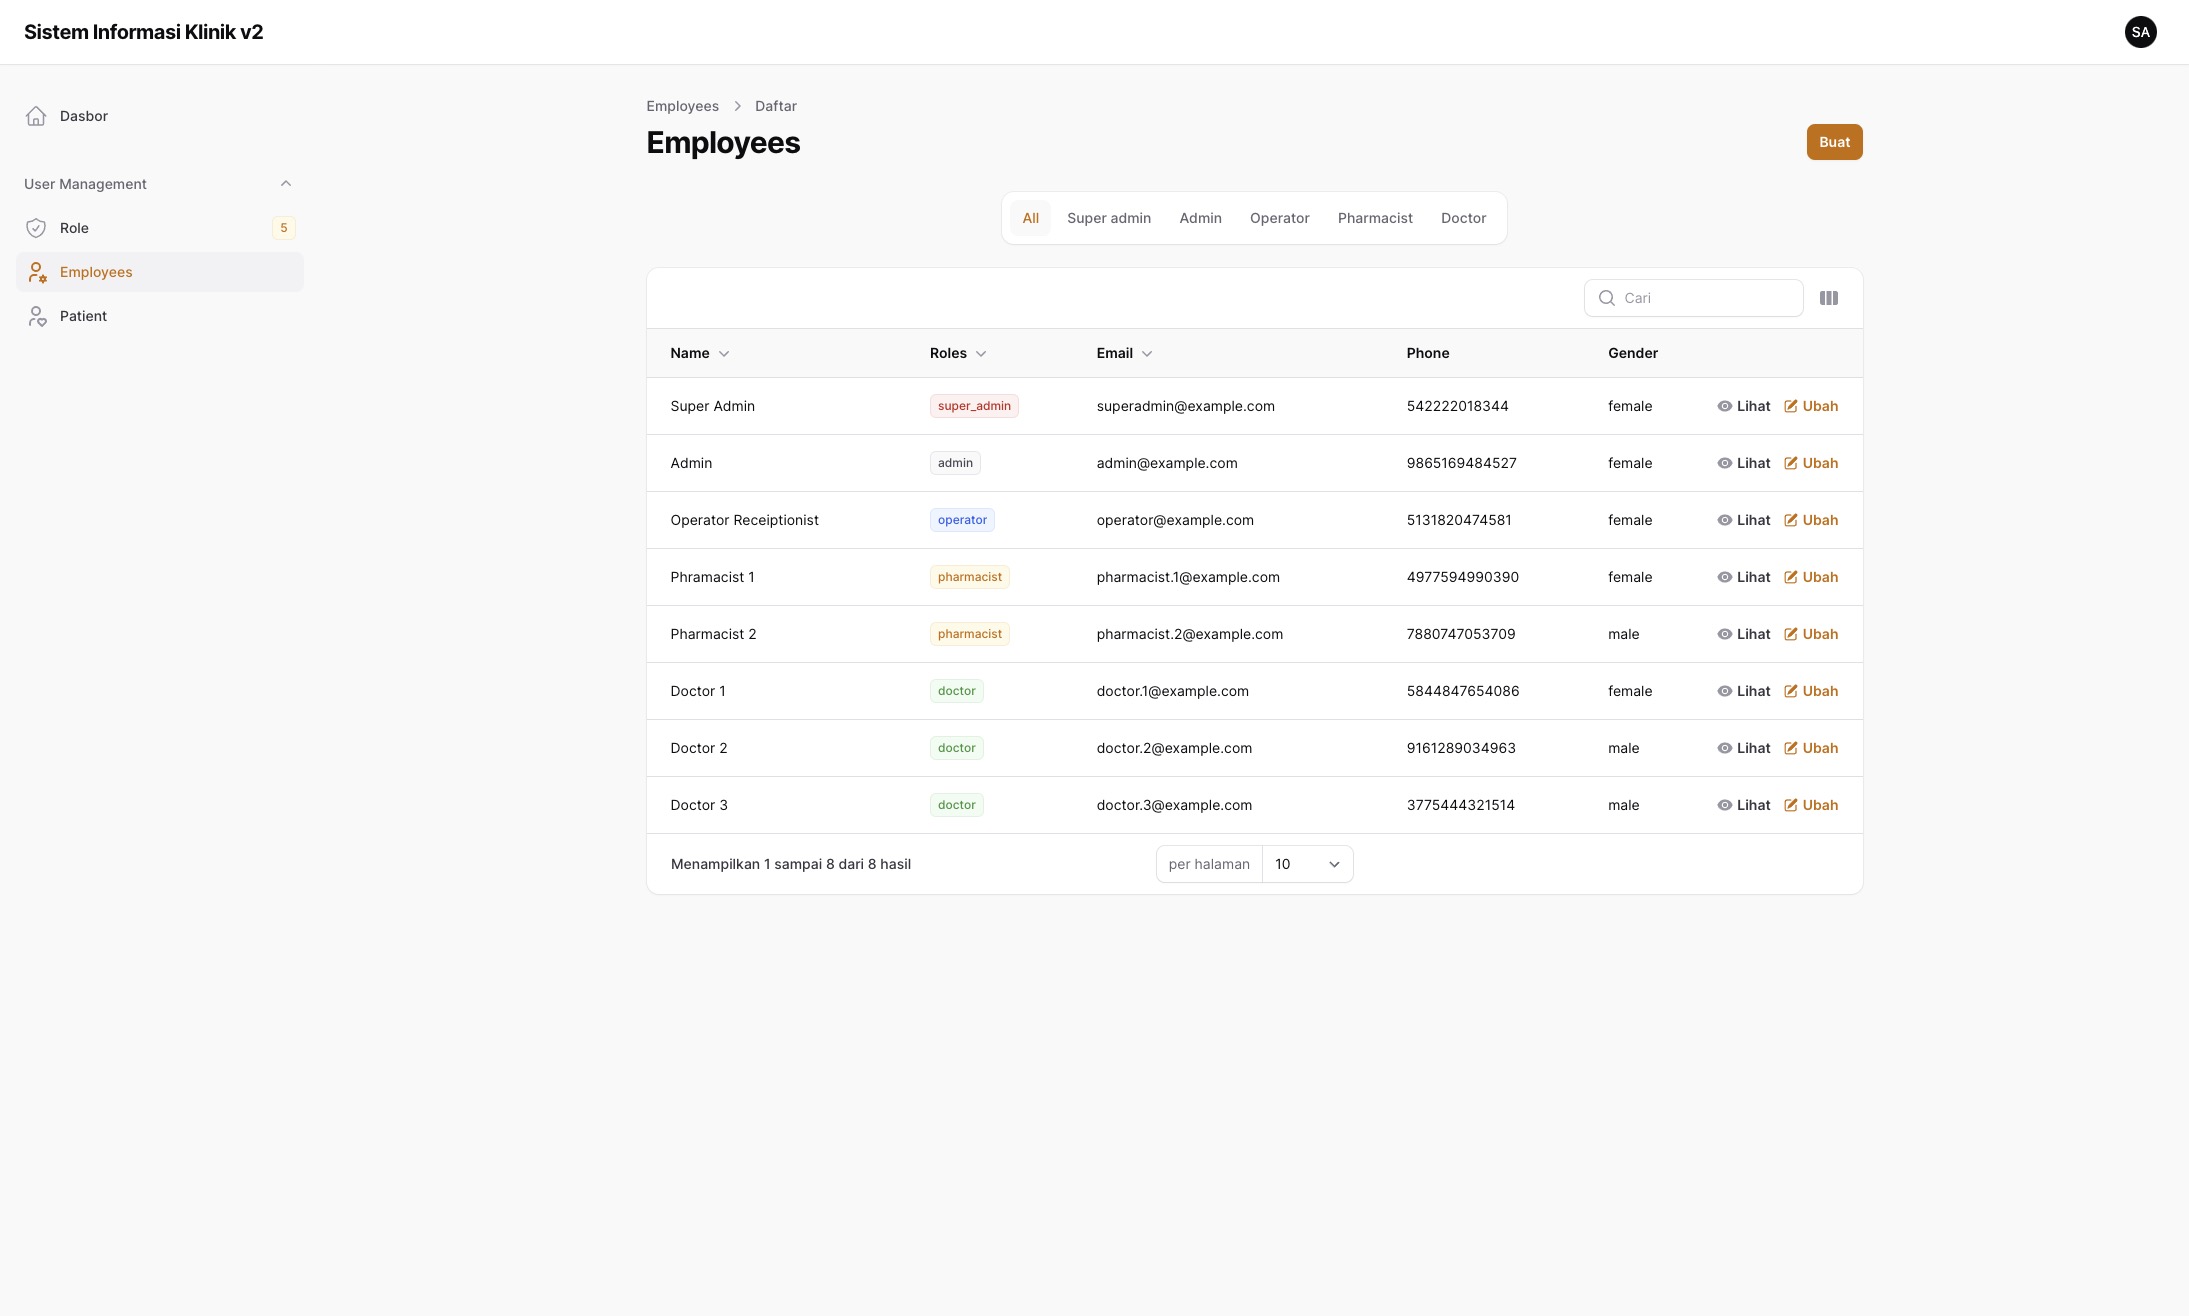 Sistem Informasi Klinik v2
SA
Dasbor
User Management
Role 5
Employees
Patient
Employees > Daftar
Employees
Buat
All Super admin Admin Operator Pharmacist Doctor
Cari
Name Roles Email Phone Gender
Super Admin super_admin superadmin@example.com 542222018344 female Lihat Ubah
Admin admin admin@example.com 9865169484527 female Lihat Ubah
Operator Receiptionist operator operator@example.com 5131820474581 female Lihat Ubah
Phramacist 1 pharmacist pharmacist.1@example.com 4977594990390 female Lihat Ubah
Pharmacist 2 pharmacist pharmacist.2@example.com 7880747053709 male Lihat Ubah
Doctor 1 doctor doctor.1@example.com 5844847654086 female Lihat Ubah
Doctor 2 doctor doctor.2@example.com 9161289034963 male Lihat Ubah
Doctor 3 doctor doctor.3@example.com 3775444321514 male Lihat Ubah
Menampilkan 1 sampai 8 dari 8 hasil per halaman 10